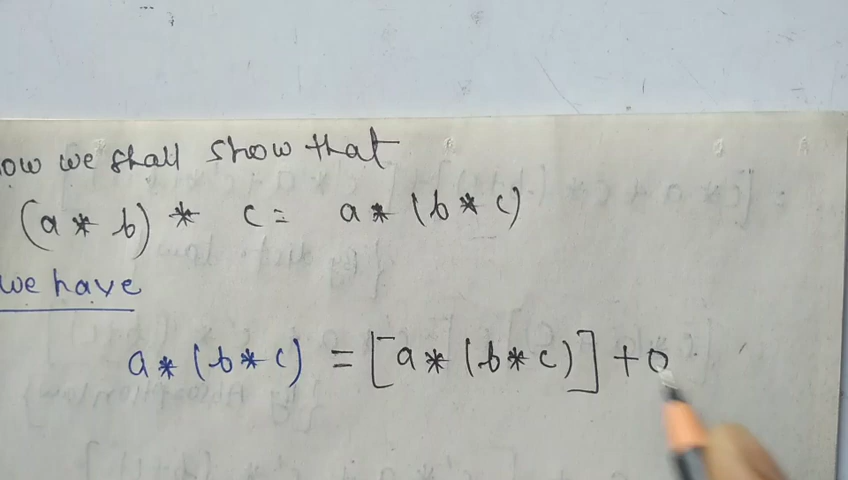 ow we shall show that
(a * b) * c = a * (b * c)
we have
a * (b * c) = [a * (b * c)] + 0